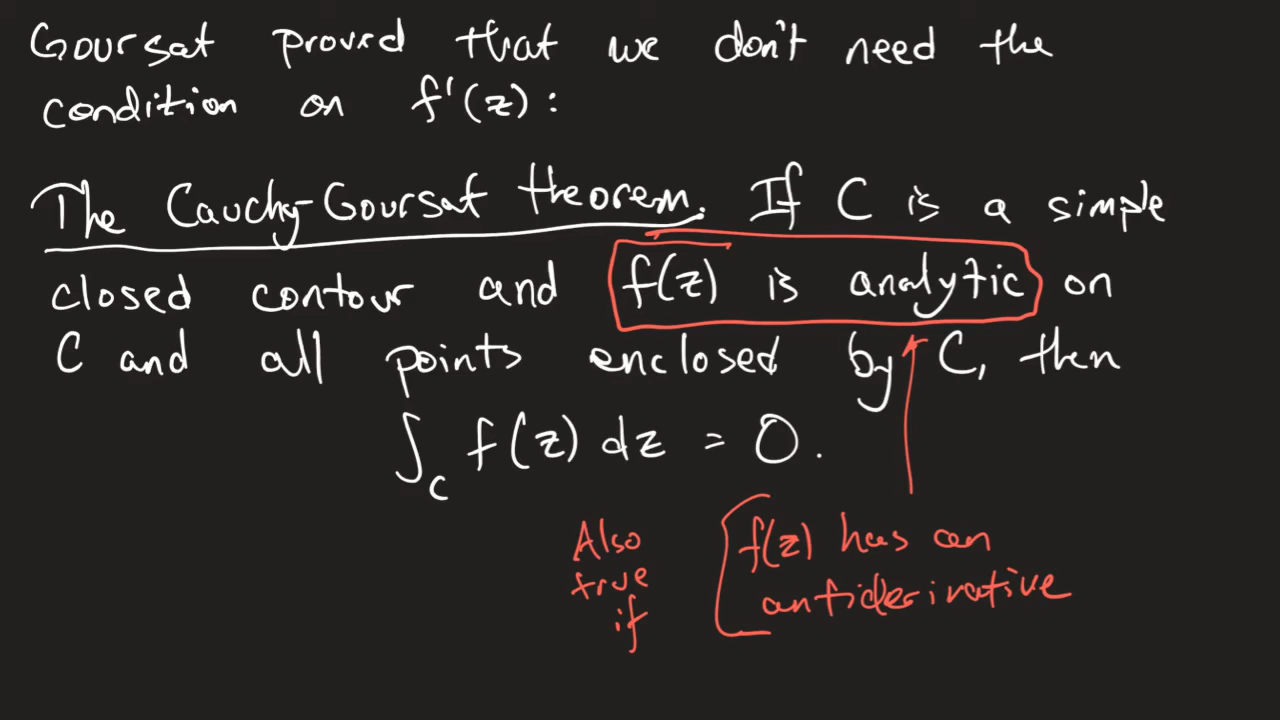 Goursat proved that we don't need the
condition on f'(z):
The Cauchy-Goursat theorem. If C is a simple
closed contour and f(z) is analytic on
C and all points enclosed by C, then
∫_C f(z) dz = 0.
Also true if
f(z) has an
antiderivative